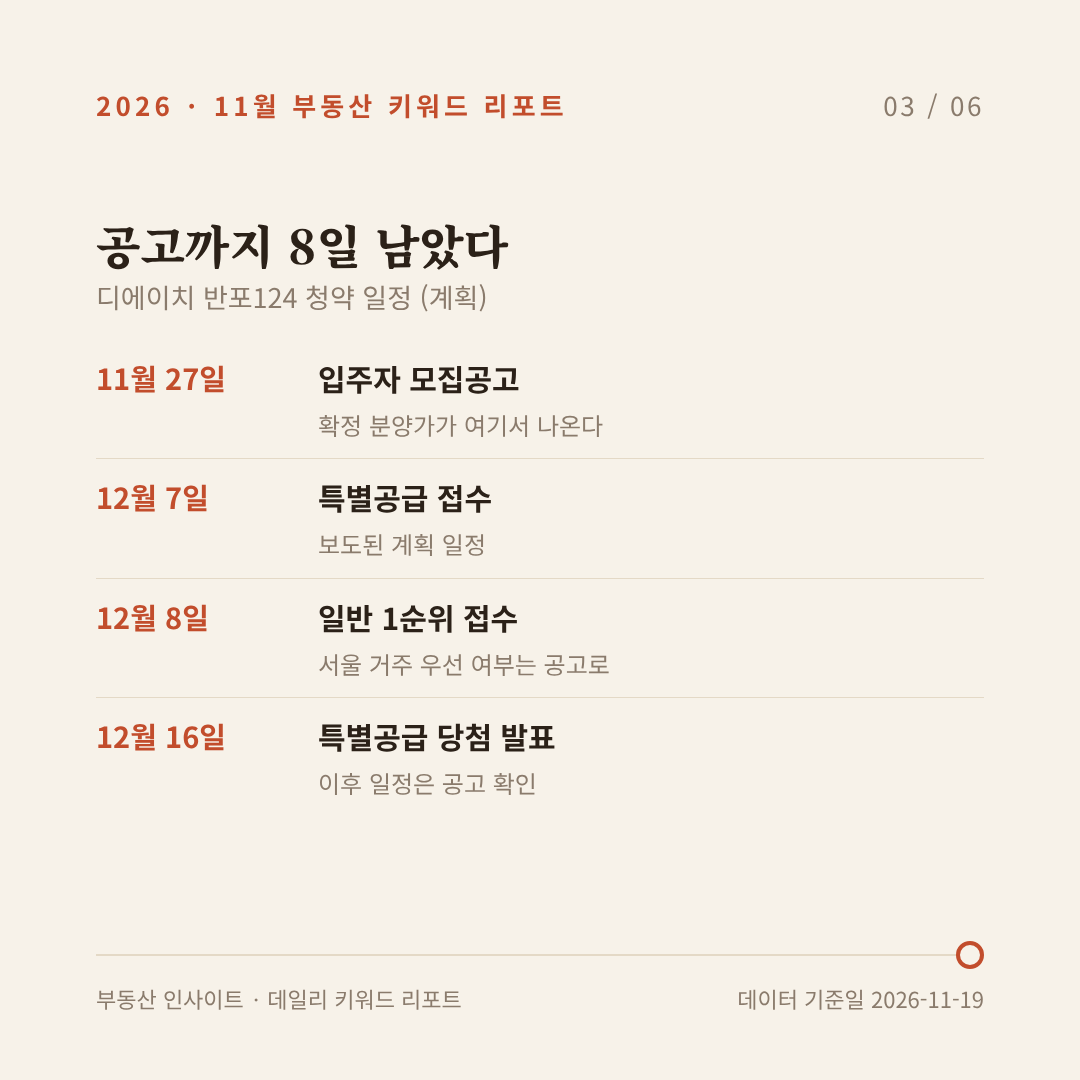 2026 · 11월 부동산 키워드 리포트
03 / 06
공고까지 8일 남았다
디에이치 반포124 청약 일정 (계획)
11월 27일
입주자 모집공고
확정 분양가가 여기서 나온다
12월 7일
특별공급 접수
보도된 계획 일정
12월 8일
일반 1순위 접수
서울 거주 우선 여부는 공고로
12월 16일
특별공급 당첨 발표
이후 일정은 공고 확인
부동산 인사이트 · 데일리 키워드 리포트
데이터 기준일 2026-11-19